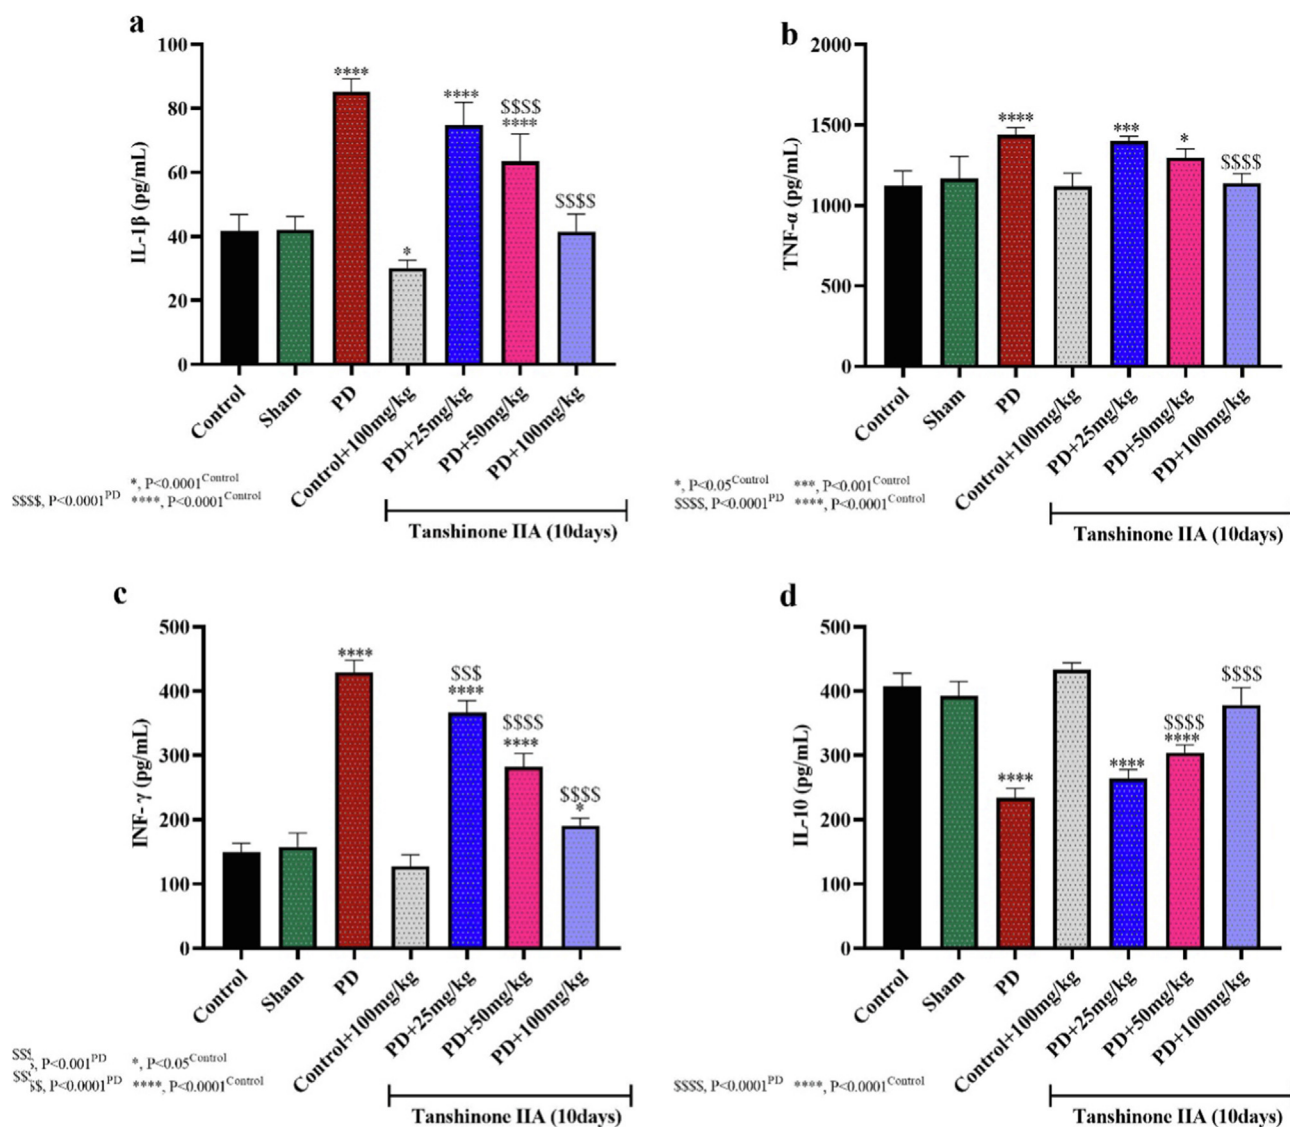 a
100
80
60
40
20
0
IL-1β (pg/mL)
****
*
****
$$$$
****
$$$$
Control
Sham
PD
Control+100mg/kg
PD+25mg/kg
PD+50mg/kg
PD+100mg/kg
*, P<0.0001Control
$$$$, P<0.0001PD ****, P<0.0001Control
Tanshinone IIA (10days)
b
2000
1500
1000
500
0
TNF-α (pg/mL)
****
***
*
$$$$
Control
Sham
PD
Control+100mg/kg
PD+25mg/kg
PD+50mg/kg
PD+100mg/kg
*, P<0.05Control ***, P<0.001Control
$$$$, P<0.0001PD ****, P<0.0001Control
Tanshinone IIA (10days)
c
500
400
300
200
100
0
INF- γ (pg/mL)
****
$$$
****
$$$$
****
$$$$
*
Control
Sham
PD
Control+100mg/kg
PD+25mg/kg
PD+50mg/kg
PD+100mg/kg
, P<0.001PD *, P<0.05Control
$$, P<0.0001PD ****, P<0.0001Control
Tanshinone IIA (10days)
d
500
400
300
200
100
0
IL-10 (pg/mL)
****
****
$$$$
****
$$$$
Control
Sham
PD
Control+100mg/kg
PD+25mg/kg
PD+50mg/kg
PD+100mg/kg
$$$$, P<0.0001PD ****, P<0.0001Control
Tanshinone IIA (10days)